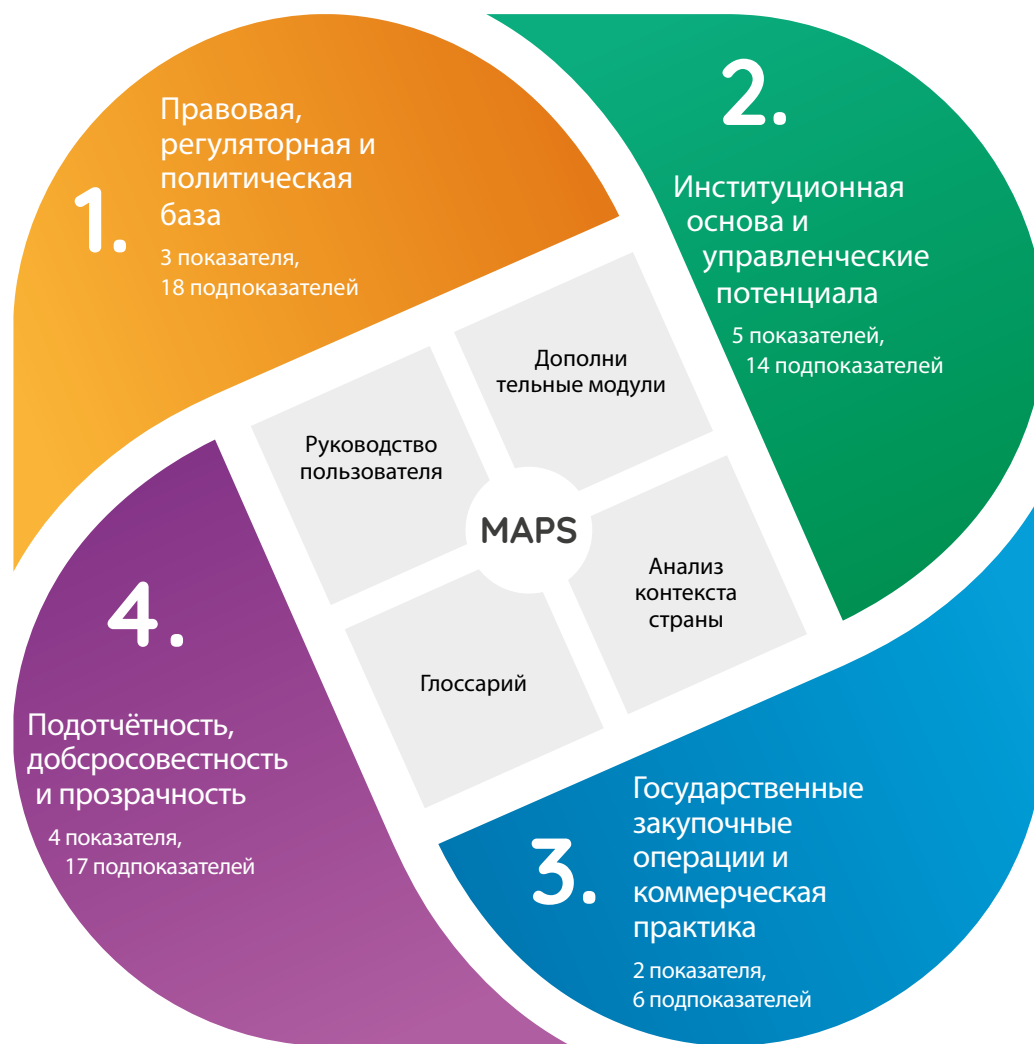 1.
Правовая,
регуляторная и
политическая
база
3 показателя,
18 подпоказателей
2.
Институционная
основа и
управленческие
потенциала
5 показателей,
14 подпоказателей
Дополни
тельные модули
Руководство
пользователя
MAPS
Анализ
контекста
страны
Глоссарий
4.
Подотчётность,
добсросовестность
и прозрачность
4 показателя,
17 подпоказателей
3.
Государственные
закупочные
операции и
коммерческая
практика
2 показателя,
6 подпоказателей